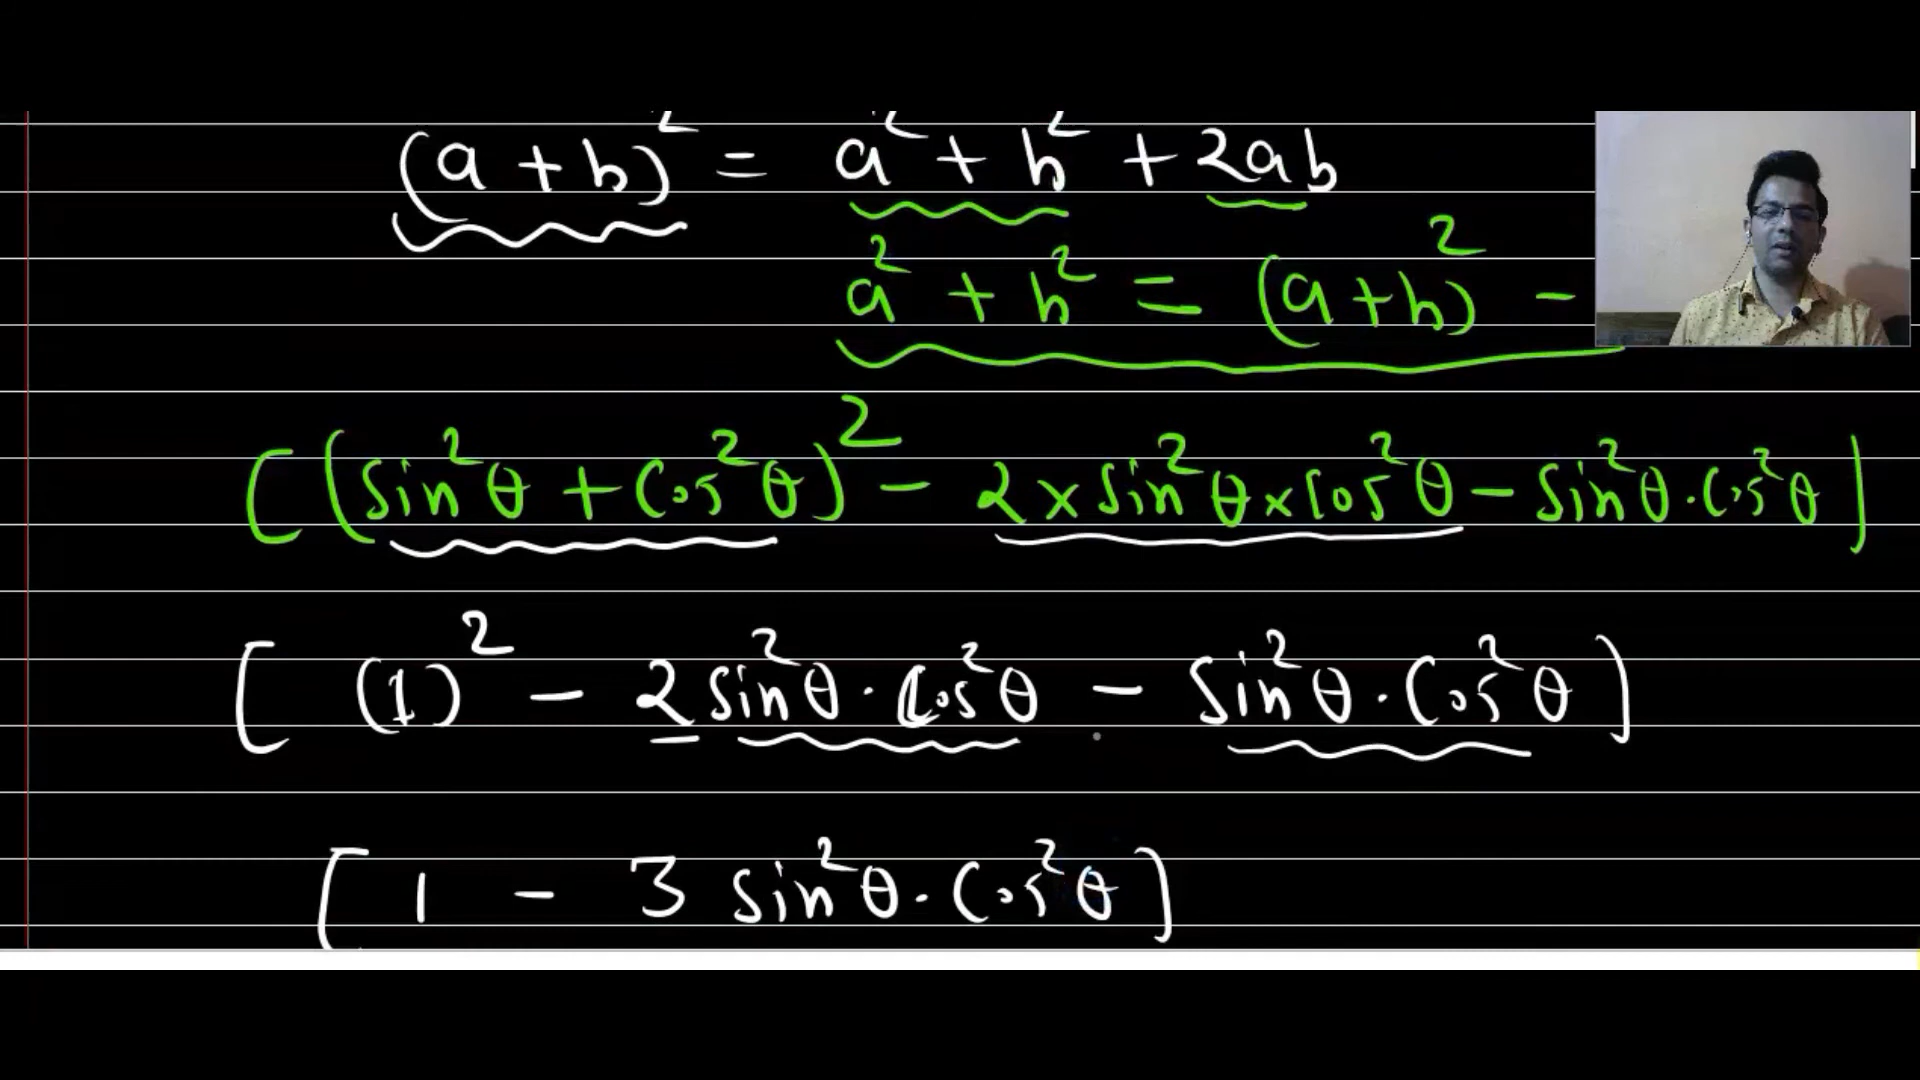 (a + b)² = a² + b² + 2ab
a² + b² = (a + b)² -
[(sin²θ + cos²θ)² - 2 × sin²θ × cos²θ - sin²θ · cos²θ]
[(1)² - 2 sin²θ · cos²θ - sin²θ · cos²θ]
[1 - 3 sin²θ · cos²θ]